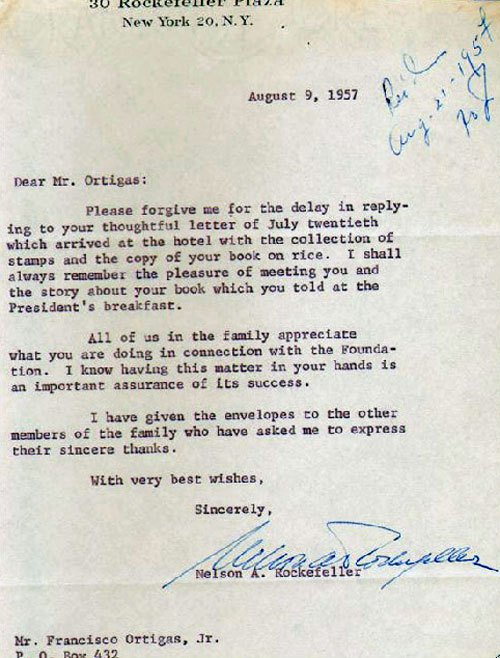 30 Rockefeller Plaza
New York 20, N.Y.
Aug. 21-1957
August 9, 1957
Dear Mr. Ortigas:
Please forgive me for the delay in reply-
ing to your thoughtful letter of July twentieth
which arrived at the hotel with the collection of
stamps and the copy of your book on rice. I shall
always remember the pleasure of meeting you and
the story about your book which you told at the
President's breakfast.
All of us in the family appreciate
what you are doing in connection with the Founda-
tion. I know having this matter in your hands is
an important assurance of its success.
I have given the envelopes to the other
members of the family who have asked me to express
their sincere thanks.
With very best wishes,
Sincerely,
Nelson A Rockefeller
Nelson A. Rockefeller
Mr. Francisco Ortigas, Jr.
P. O. Box 432